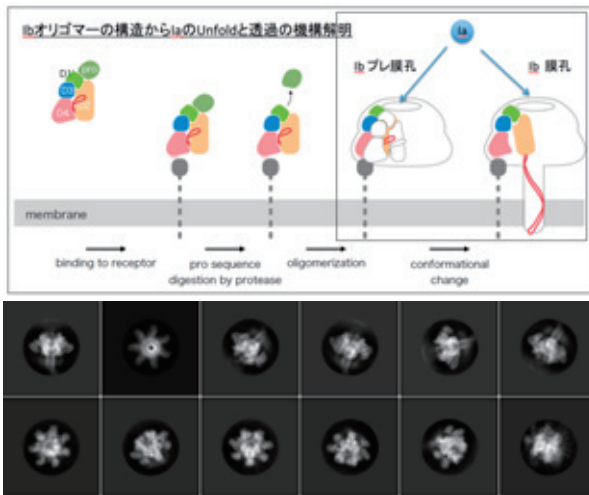 Ibオリゴマーの構造からIaのUnfoldと透過の機構解明
Ia
Ib プレ膜孔
Ib 膜孔
pro
D3
D4
membrane
binding to receptor
pro sequence
digestion by protease
oligomerization
conformational
change